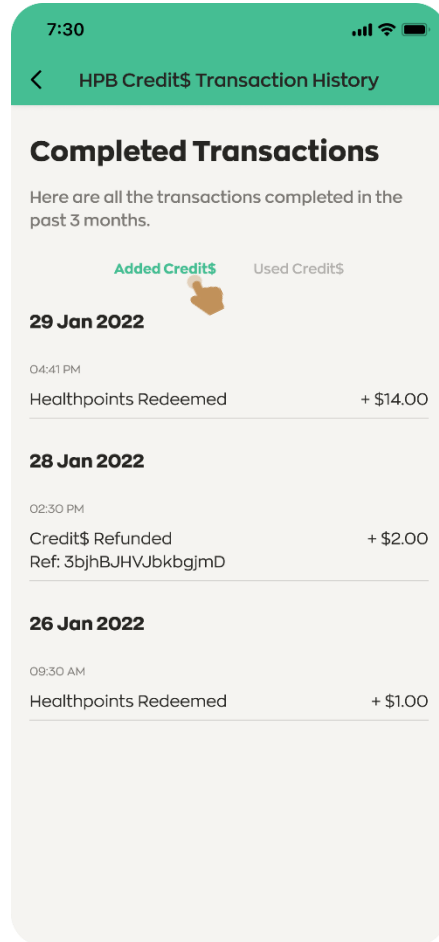 7:30
HPB Credit$ Transaction History
Completed Transactions
Here are all the transactions completed in the
past 3 months.
Added Credit$ Used Credit$
29 Jan 2022
04:41 PM
Healthpoints Redeemed + $14.00
28 Jan 2022
02:30 PM
Credit$ Refunded + $2.00
Ref: 3bjhBJHVJbkbgjmD
26 Jan 2022
09:30 AM
Healthpoints Redeemed + $1.00